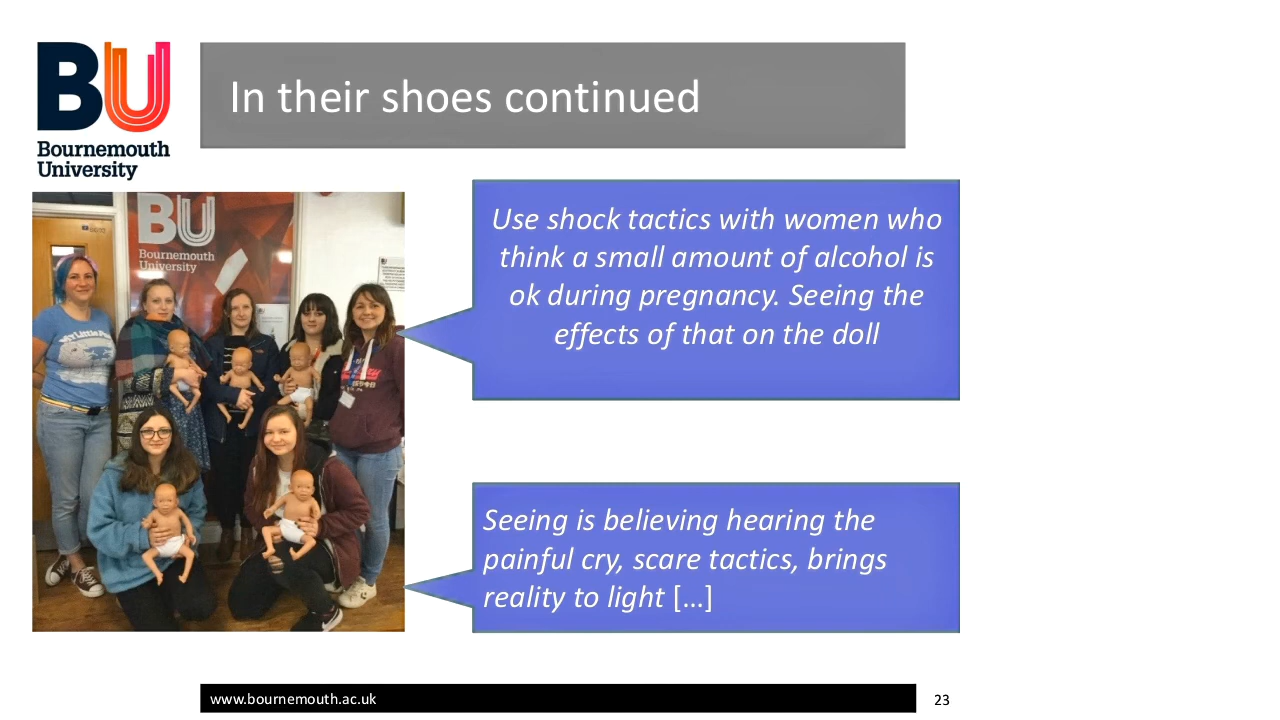 BU
Bournemouth
University
In their shoes continued
BU
Bournemouth
University
Use shock tactics with women who
think a small amount of alcohol is
ok during pregnancy. Seeing the
effects of that on the doll
Seeing is believing hearing the
painful cry, scare tactics, brings
reality to light [...]
www.bournemouth.ac.uk
23